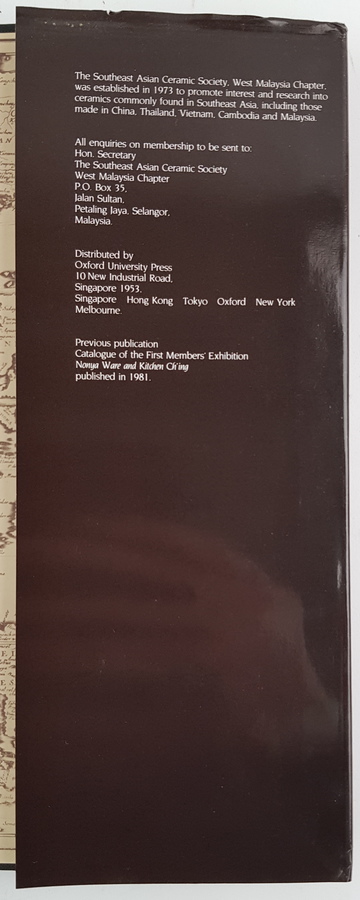 The Southeast Asian Ceramic Society, West Malaysia Chapter,
was established in 1973 to promote interest and research into
ceramics commonly found in Southeast Asia, including those
made in China, Thailand, Vietnam, Cambodia and Malaysia.
All enquiries on membership to be sent to:
Hon. Secretary
The Southeast Asian Ceramic Society
West Malaysia Chapter
P.O. Box 35,
Jalan Sultan,
Petaling Jaya, Selangor,
Malaysia.
Distributed by
Oxford University Press
10 New Industrial Road,
Singapore 1953.
Singapore Hong Kong Tokyo Oxford New York
Melbourne.
Previous publication
Catalogue of the First Members' Exhibition
Nonya Ware and Kitchen Ch'ing
published in 1981.